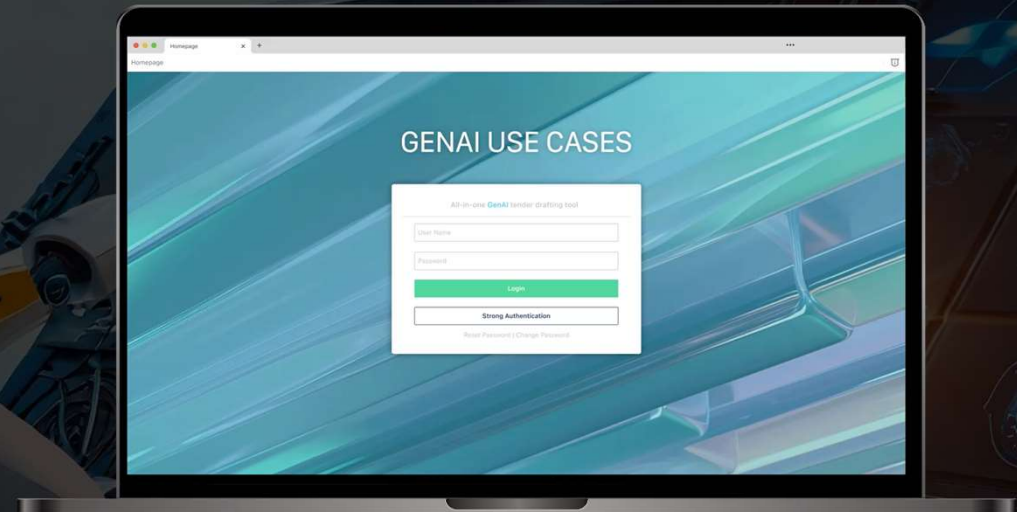 Homepage
Homepage
GENAI USE CASES
All-in-one GenAI tender drafting tool
User Name
Password
Login
Strong Authentication
Reset Password | Change Password